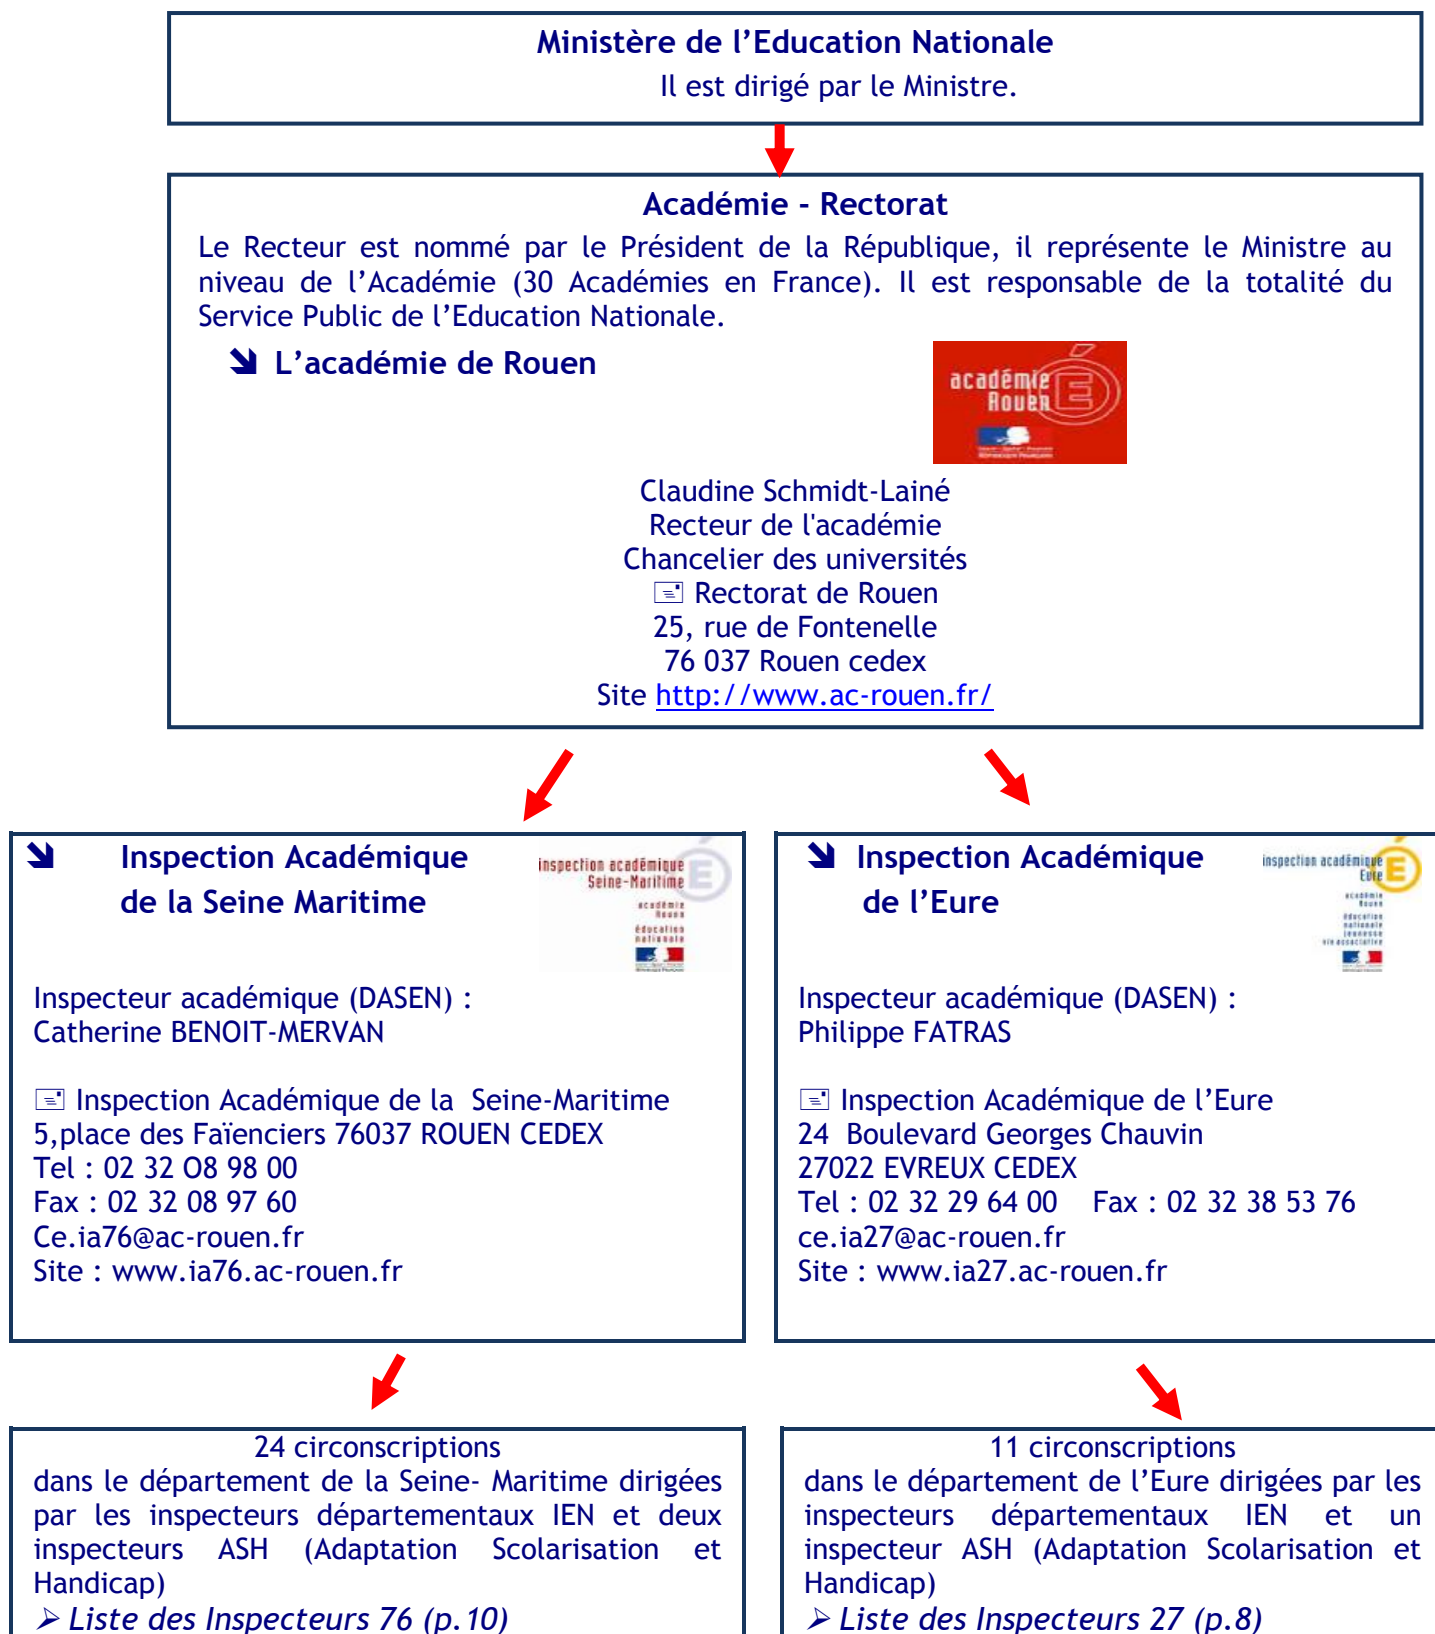 Ministère de l’Education Nationale
Il est dirigé par le Ministre.
Académie - Rectorat
Le Recteur est nommé par le Président de la République, il représente le Ministre au
niveau de l’Académie (30 Académies en France). Il est responsable de la totalité du
Service Public de l’Education Nationale.
L’académie de Rouen
académie
Rouen
Claudine Schmidt-Lainé
Recteur de l'académie
Chancelier des universités
Rectorat de Rouen
25, rue de Fontenelle
76 037 Rouen cedex
Site http://www.ac-rouen.fr/
Inspection Académique
de la Seine Maritime
inspection académique
Seine-Maritime
académie
Rouen
éducation
nationale
Inspecteur académique (DASEN) :
Catherine BENOIT-MERVAN
Inspection Académique de la Seine-Maritime
5,place des Faïenciers 76037 ROUEN CEDEX
Tel : 02 32 O8 98 00
Fax : 02 32 08 97 60
Ce.ia76@ac-rouen.fr
Site : www.ia76.ac-rouen.fr
Inspection Académique
de l’Eure
inspection académique
Eure
académie
Rouen
éducation
nationale
jeunesse
vie associative
Inspecteur académique (DASEN) :
Philippe FATRAS
Inspection Académique de l’Eure
24 Boulevard Georges Chauvin
27022 EVREUX CEDEX
Tel : 02 32 29 64 00 Fax : 02 32 38 53 76
ce.ia27@ac-rouen.fr
Site : www.ia27.ac-rouen.fr
24 circonscriptions
dans le département de la Seine- Maritime dirigées
par les inspecteurs départementaux IEN et deux
inspecteurs ASH (Adaptation Scolarisation et
Handicap)
➢ Liste des Inspecteurs 76 (p.10)
11 circonscriptions
dans le département de l’Eure dirigées par les
inspecteurs départementaux IEN et un
inspecteur ASH (Adaptation Scolarisation et
Handicap)
➢ Liste des Inspecteurs 27 (p.8)